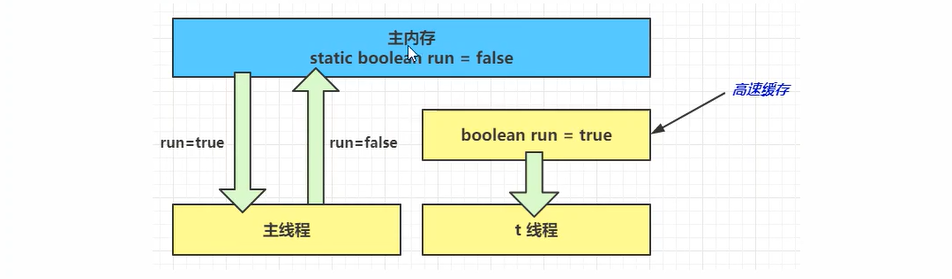 主内存
static boolean run = false
高速缓存
boolean run = true
run=true
run=false
主线程
t 线程